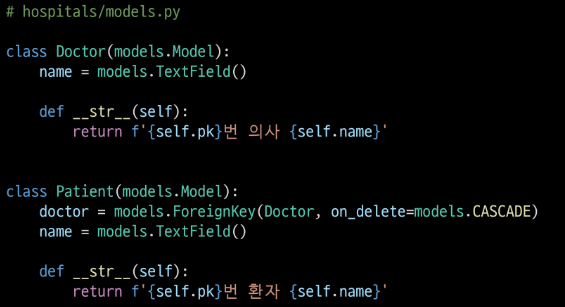 # hospitals/models.py
class Doctor(models.Model):
    name = models.TextField()
    def __str__(self):
        return f'{self.pk}번 의사 {self.name}'
class Patient(models.Model):
    doctor = models.ForeignKey(Doctor, on_delete=models.CASCADE)
    name = models.TextField()
    def __str__(self):
        return f'{self.pk}번 환자 {self.name}'